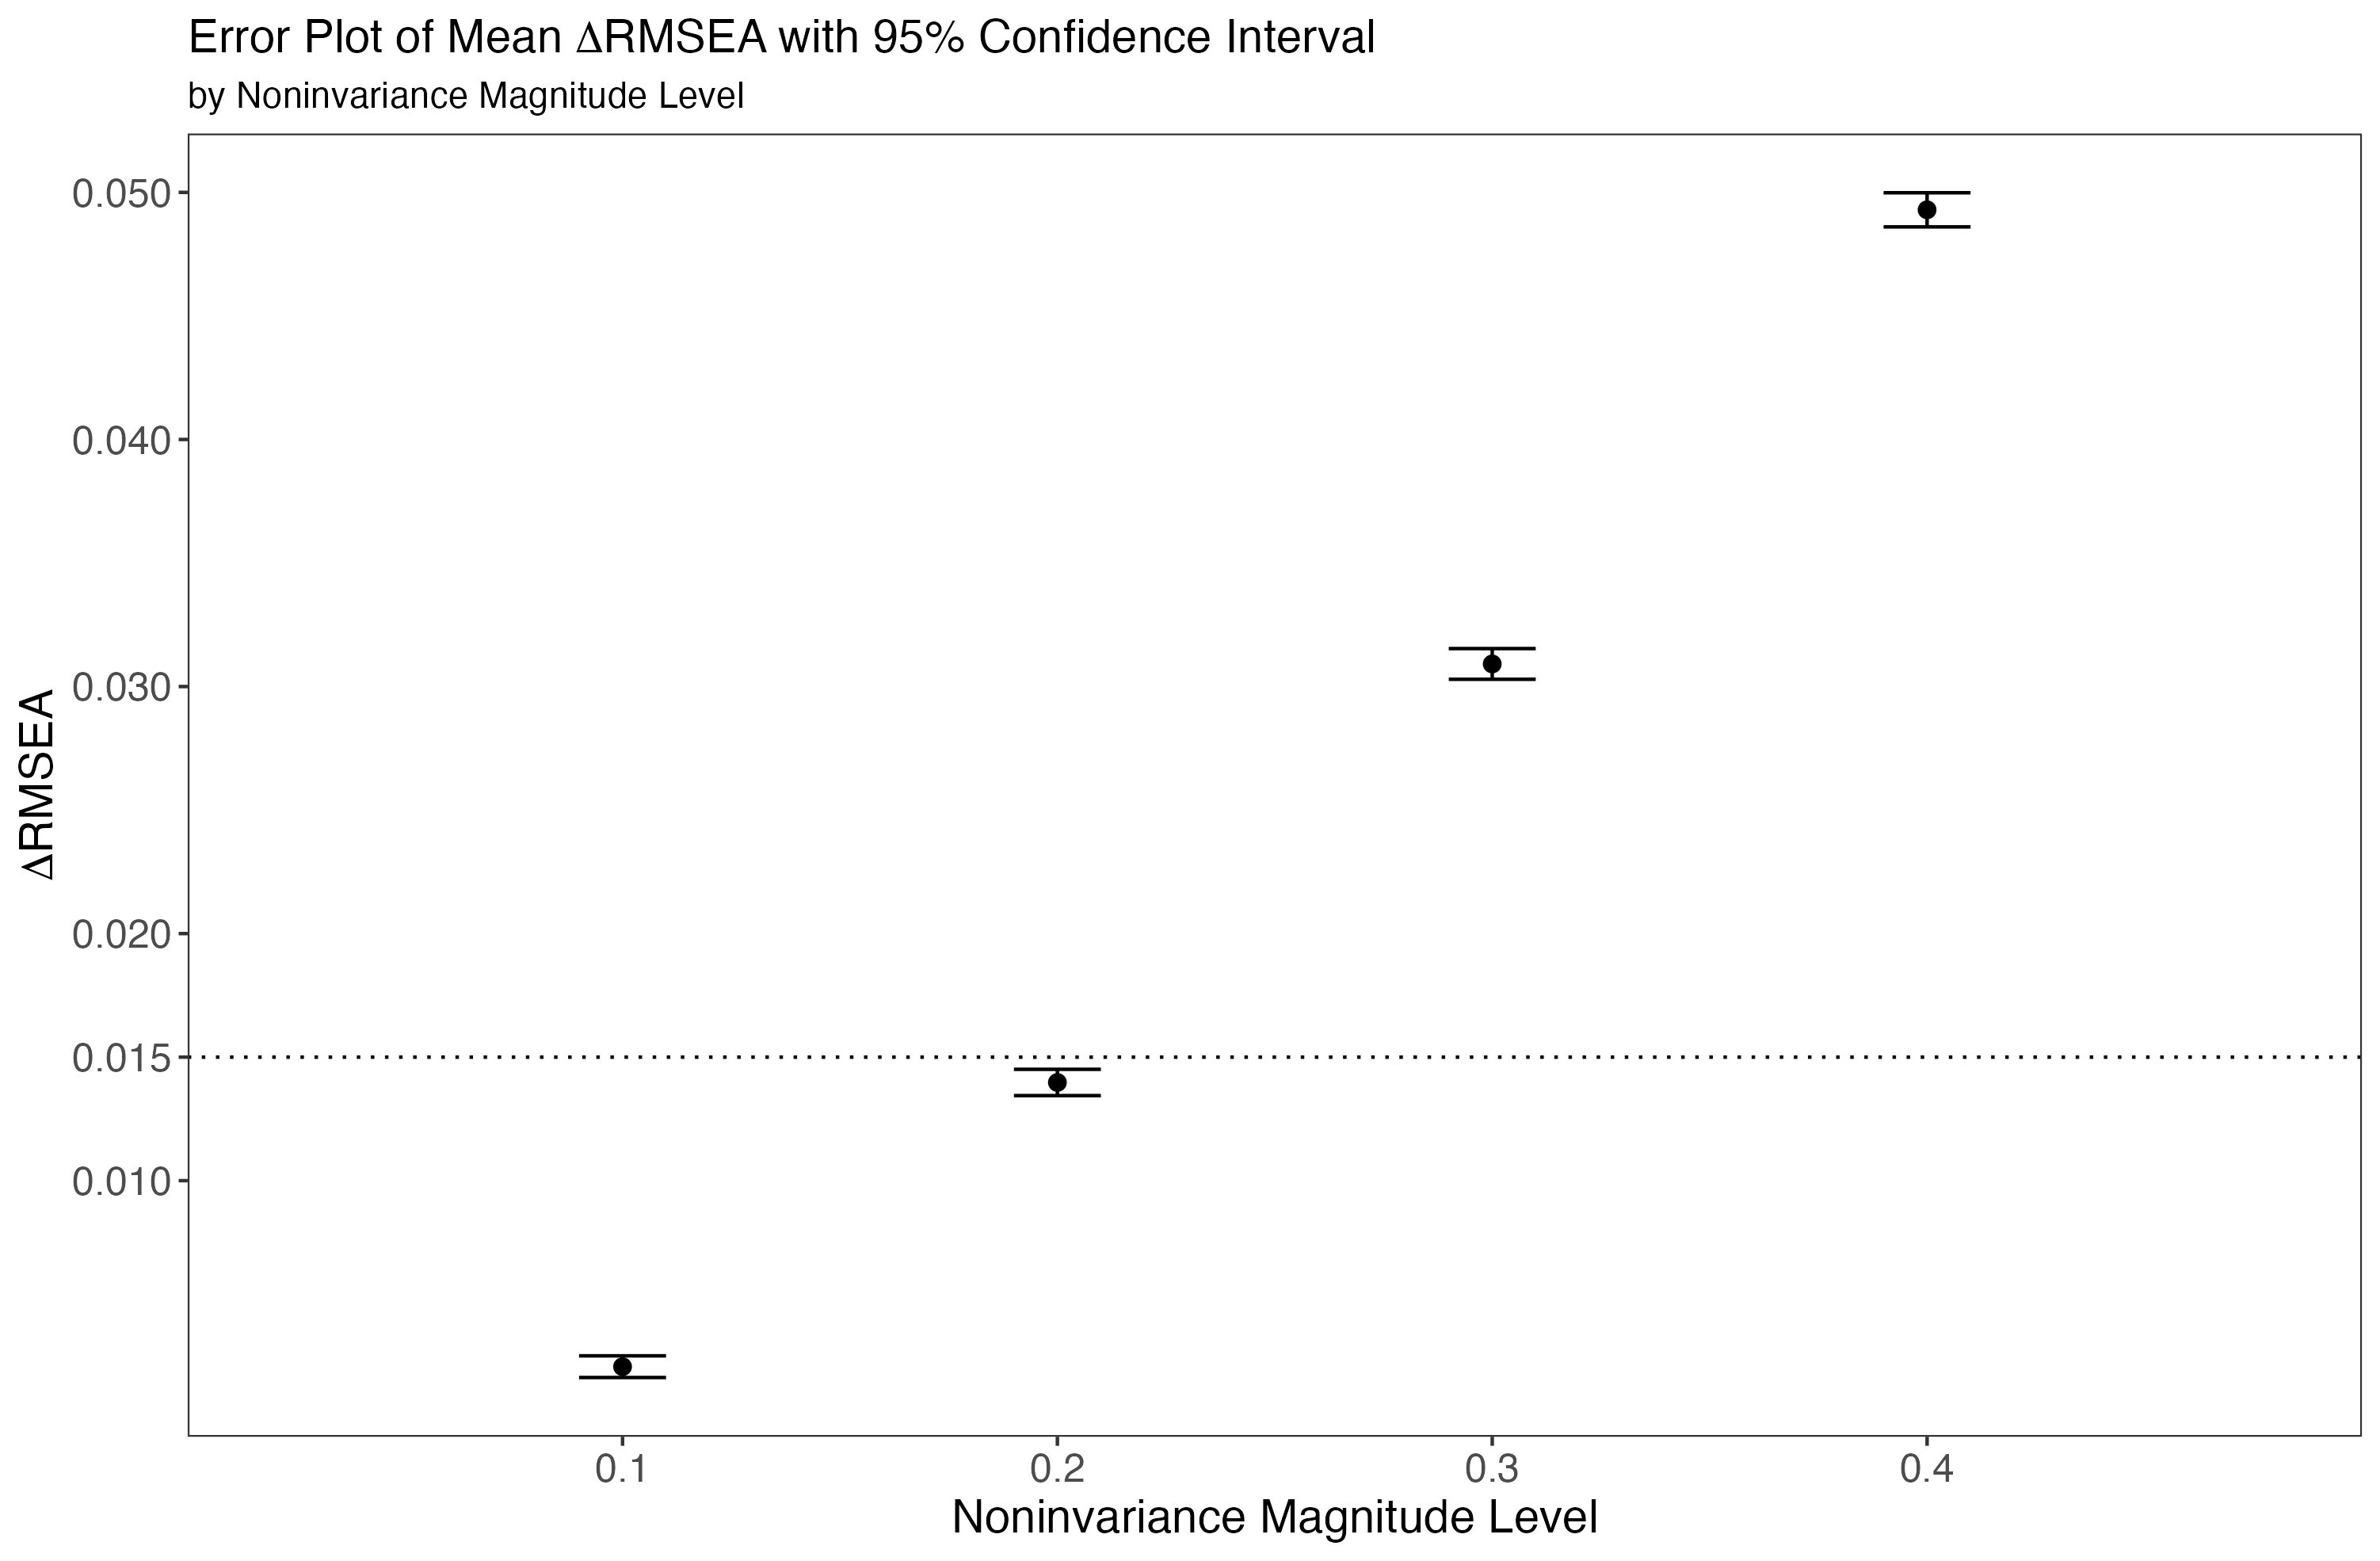 Error Plot of Mean ΔRMSEA with 95% Confidence Interval
by Noninvariance Magnitude Level
0.050
0.040
0.030
0.020
0.015
0.010
ΔRMSEA
0.1 0.2 0.3 0.4
Noninvariance Magnitude Level